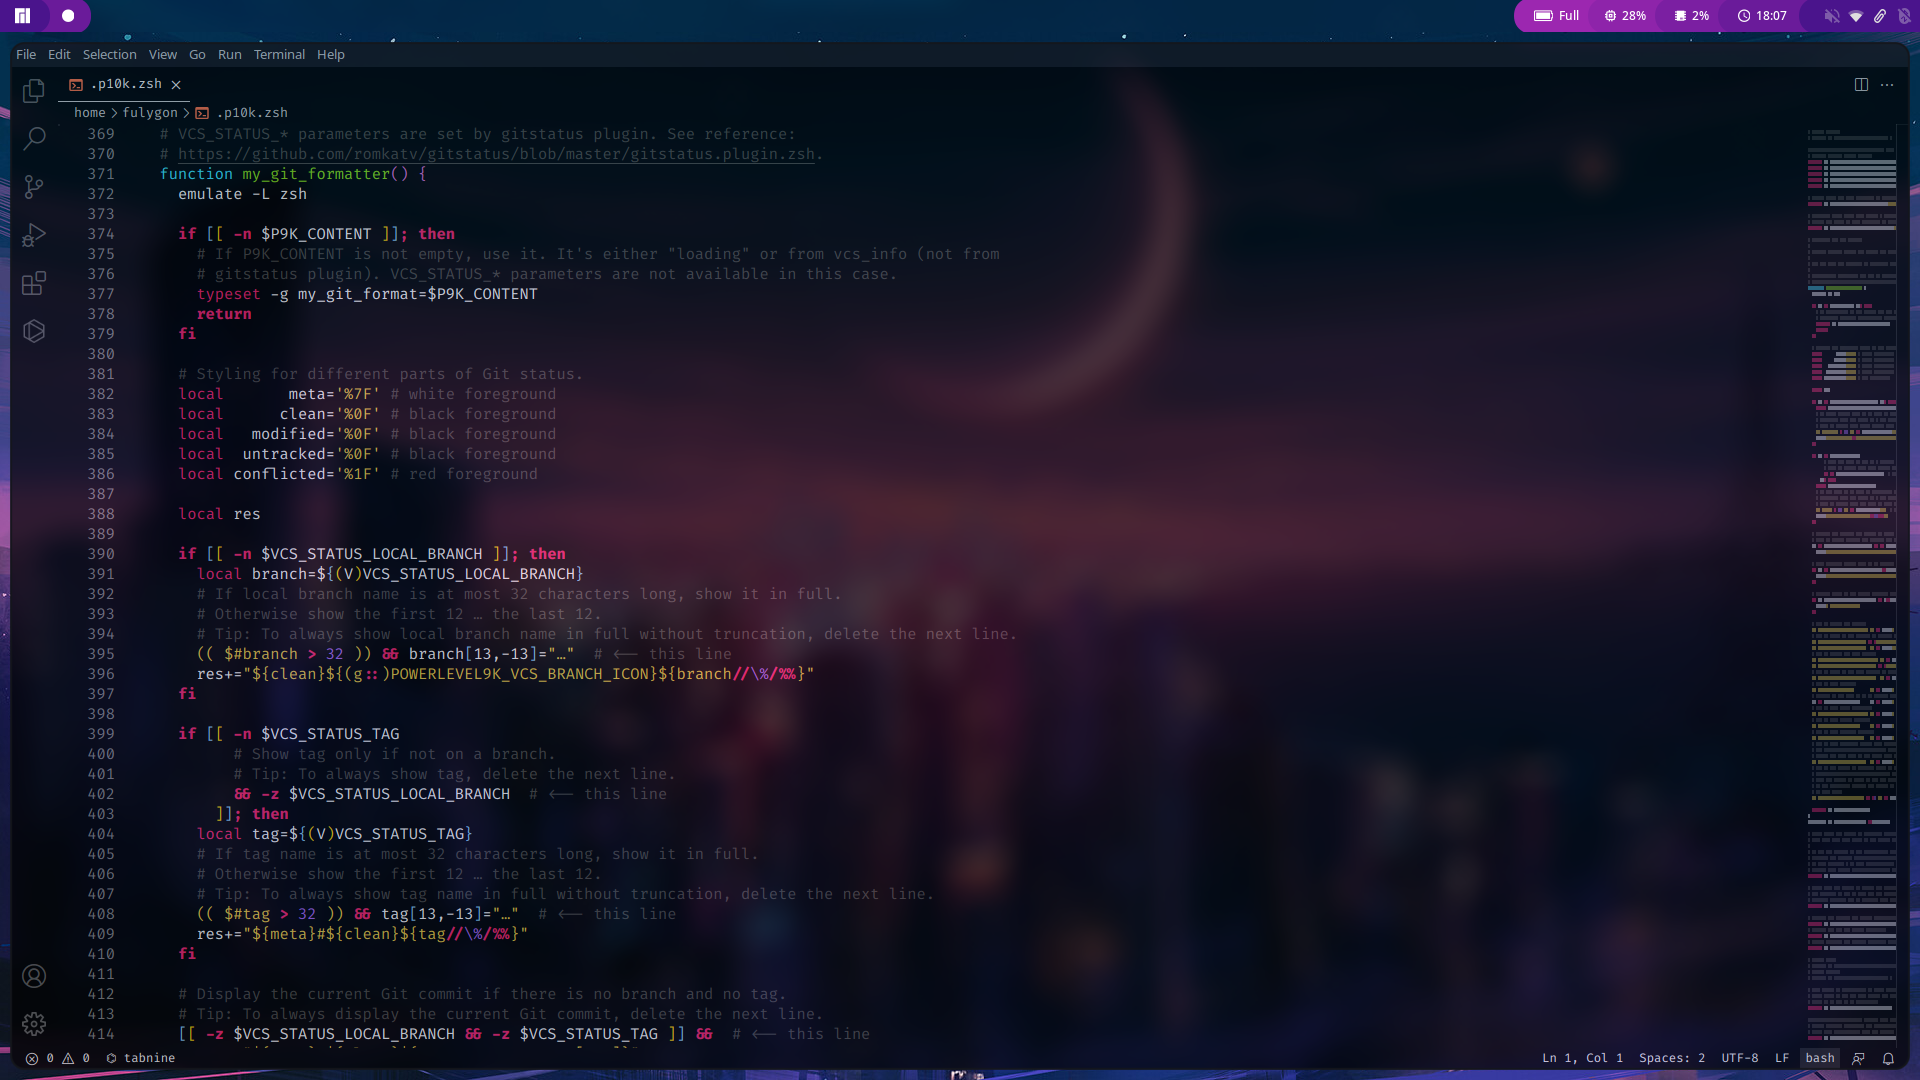 Full 28% 2% 18:07
File Edit Selection View Go Run Terminal Help
.p10k.zsh
home > fulygon > .p10k.zsh
369 # VCS_STATUS_* parameters are set by gitstatus plugin. See reference:
370 # https://github.com/romkatv/gitstatus/blob/master/gitstatus.plugin.zsh.
371 function my_git_formatter() {
372 emulate -L zsh
373
374 if [[ -n $P9K_CONTENT ]]; then
375 # If P9K_CONTENT is not empty, use it. It's either "loading" or from vcs_info (not from
376 # gitstatus plugin). VCS_STATUS_* parameters are not available in this case.
377 typeset -g my_git_format=$P9K_CONTENT
378 return
379 fi
380
381 # Styling for different parts of Git status.
382 local meta='%7F' # white foreground
383 local clean='%0F' # black foreground
384 local modified='%0F' # black foreground
385 local untracked='%0F' # black foreground
386 local conflicted='%1F' # red foreground
387
388 local res
389
390 if [[ -n $VCS_STATUS_LOCAL_BRANCH ]]; then
391 local branch=${(V)VCS_STATUS_LOCAL_BRANCH}
392 # If local branch name is at most 32 characters long, show it in full.
393 # Otherwise show the first 12 … the last 12.
394 # Tip: To always show local branch name in full without truncation, delete the next line.
395 (( $#branch > 32 )) && branch[13,-13]="…" # <-- this line
396 res+="${clean}${(g::)POWERLEVEL9K_VCS_BRANCH_ICON}${branch//\%/%%}"
397 fi
398
399 if [[ -n $VCS_STATUS_TAG
400 # Show tag only if not on a branch.
401 # Tip: To always show tag, delete the next line.
402 && -z $VCS_STATUS_LOCAL_BRANCH # <-- this line
403 ]]; then
404 local tag=${(V)VCS_STATUS_TAG}
405 # If tag name is at most 32 characters long, show it in full.
406 # Otherwise show the first 12 … the last 12.
407 # Tip: To always show tag name in full without truncation, delete the next line.
408 (( $#tag > 32 )) && tag[13,-13]="…" # <-- this line
409 res+="${meta}#${clean}${tag//\%/%%}"
410 fi
411
412 # Display the current Git commit if there is no branch and no tag.
413 # Tip: To always display the current Git commit, delete the next line.
414 [[ -z $VCS_STATUS_LOCAL_BRANCH && -z $VCS_STATUS_TAG ]] && # <-- this line
0 0 tabnine Ln 1, Col 1 Spaces: 2 UTF-8 LF bash